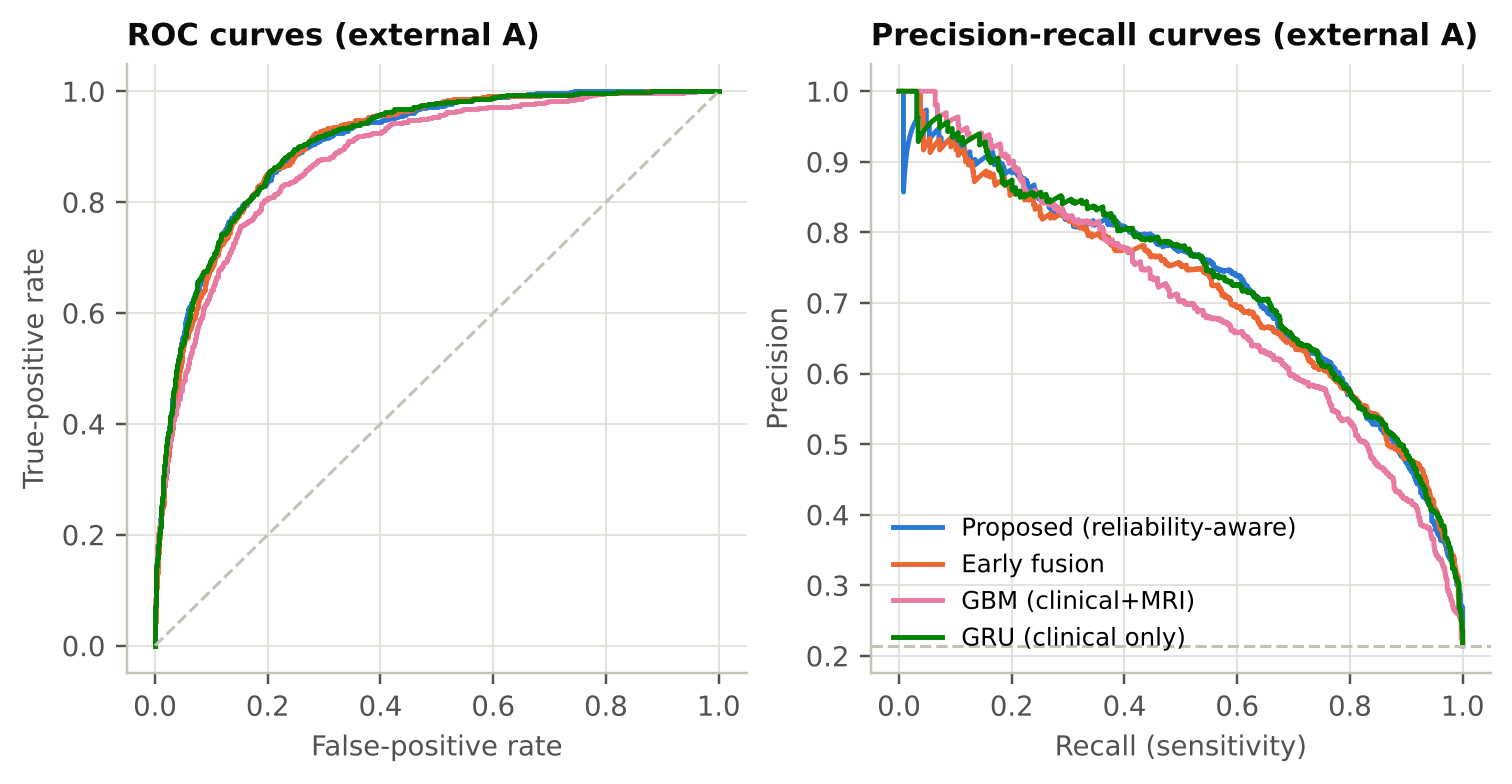 ROC curves (external A)
True-positive rate
1.0
0.8
0.6
0.4
0.2
0.0
0.0 0.2 0.4 0.6 0.8 1.0
False-positive rate
Precision-recall curves (external A)
Precision
1.0
0.9
0.8
0.7
0.6
0.5
0.4
0.3
0.2
Proposed (reliability-aware)
Early fusion
GBM (clinical+MRI)
GRU (clinical only)
0.0 0.2 0.4 0.6 0.8 1.0
Recall (sensitivity)